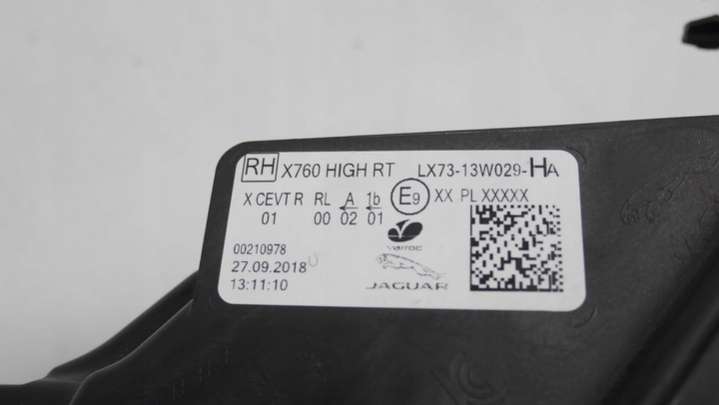 RH X760 HIGH RT LX73-13W029-HA
X CEVT R RL A 1b E9 XX PL XXXXX
01 00 02 01
varroc
00210978
27.09.2018
JAGUAR
13:11:10